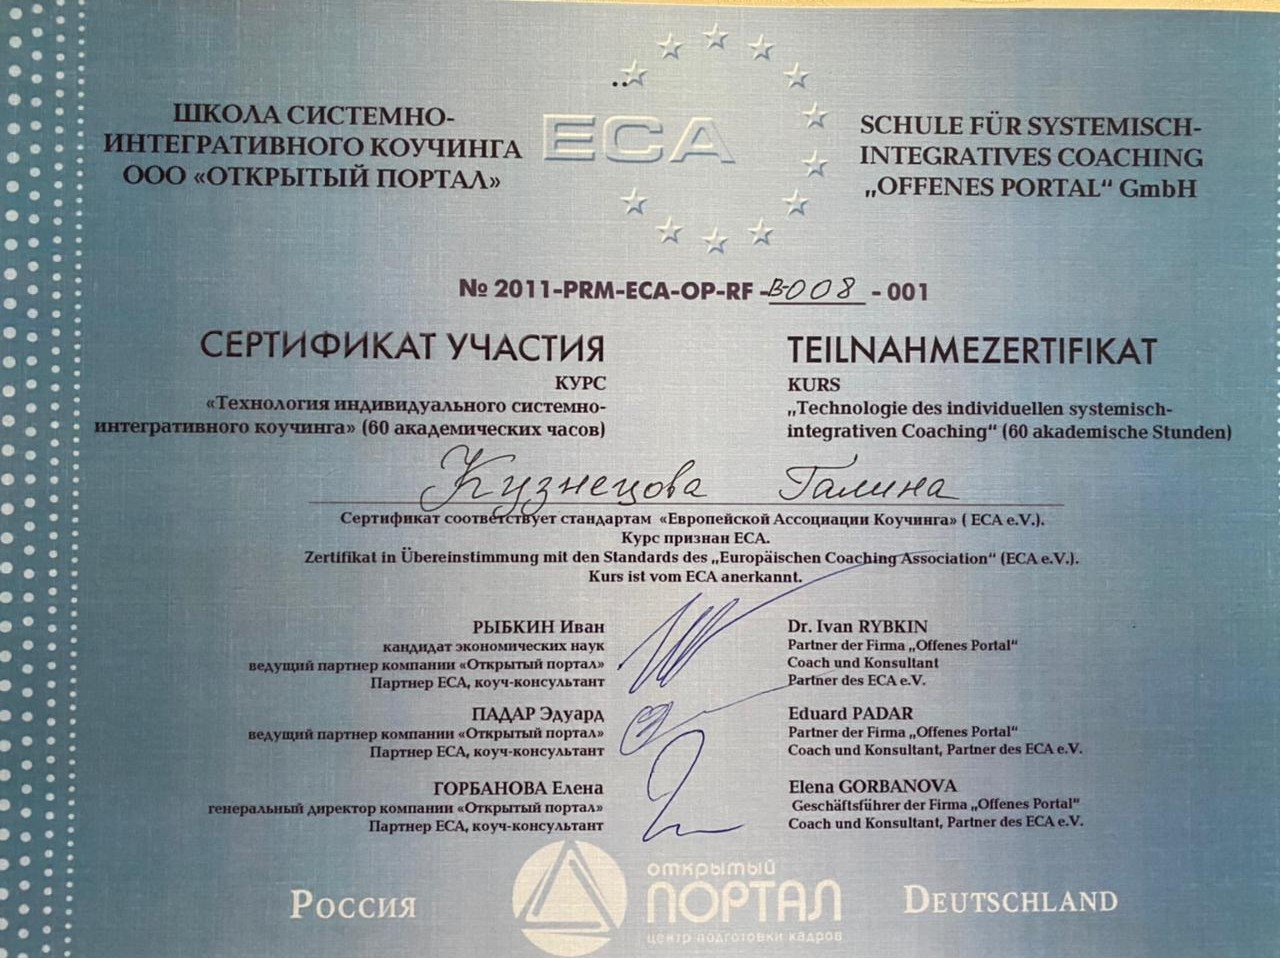 ШКОЛА СИСТЕМНО-
ИНТЕГРАТИВНОГО КОУЧИНГА
ООО «ОТКРЫТЫЙ ПОРТАЛ»
ECA
SCHULE FÜR SYSTEMISCH-
INTEGRATIVES COACHING
„OFFENES PORTAL“ GmbH
№ 2011-PRM-ECA-OP-RF -B-008 - 001
СЕРТИФИКАТ УЧАСТИЯ
КУРС
«Технология индивидуального системно-
интегративного коучинга» (60 академических часов)
TEILNAHMEZERTIFIKAT
KURS
„Technologie des individuellen systemisch-
integrativen Coaching“ (60 akademische Stunden)
Кузнецова Галина
Сертификат соответствует стандартам «Европейской Ассоциации Коучинга» ( ECA e.V.).
Курс признан ECA.
Zertifikat in Übereinstimmung mit den Standards des „Europäischen Coaching Association“ (ECA e.V.).
Kurs ist vom ECA anerkannt.
РЫБКИН Иван
кандидат экономических наук
ведущий партнер компании «Открытый портал»
Партнер ECA, коуч-консультант
Dr. Ivan RYBKIN
Partner der Firma „Offenes Portal“
Coach und Konsultant
Partner des ECA e.V.
ПАДАР Эдуард
ведущий партнер компании «Открытый портал»
Партнер ECA, коуч-консультант
Eduard PADAR
Partner der Firma „Offenes Portal“
Coach und Konsultant, Partner des ECA e.V.
ГОРБАНОВА Елена
генеральный директор компании «Открытый портал»
Партнер ECA, коуч-консультант
Elena GORBANOVA
Geschäftsführer der Firma „Offenes Portal“
Coach und Konsultant, Partner des ECA e.V.
РОССИЯ
открытый
ПОРТАЛ
центр подготовки кадров
DEUTSCHLAND